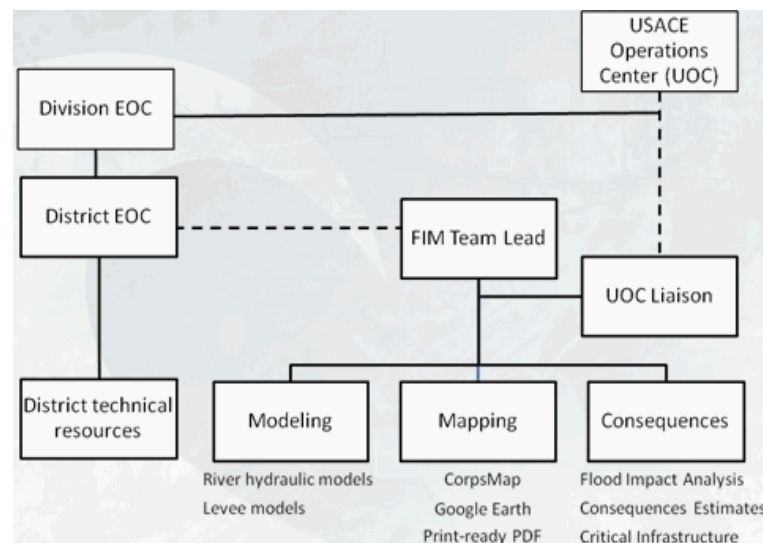 USACE
Operations
Center (UOC)
Division EOC
District EOC
FIM Team Lead
UOC Liaison
District technical
resources
Modeling
Mapping
Consequences
River hydraulic models
Levee models
CorpsMap
Google Earth
Print-ready PDF
Flood Impact Analysis
Consequences Estimates
Critical Infrastructure